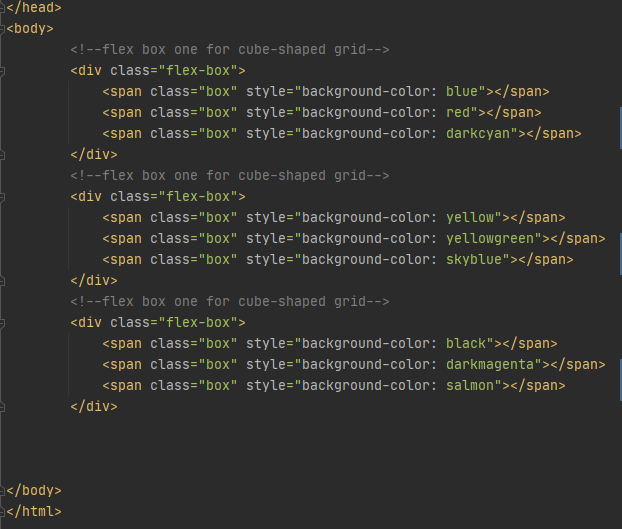 </head>
<body>
<!--flex box one for cube-shaped grid-->
<div class="flex-box">
<span class="box" style="background-color: blue"></span>
<span class="box" style="background-color: red"></span>
<span class="box" style="background-color: darkcyan"></span>
</div>
<!--flex box one for cube-shaped grid-->
<div class="flex-box">
<span class="box" style="background-color: yellow"></span>
<span class="box" style="background-color: yellowgreen"></span>
<span class="box" style="background-color: skyblue"></span>
</div>
<!--flex box one for cube-shaped grid-->
<div class="flex-box">
<span class="box" style="background-color: black"></span>
<span class="box" style="background-color: darkmagenta"></span>
<span class="box" style="background-color: salmon"></span>
</div>
</body>
</html>